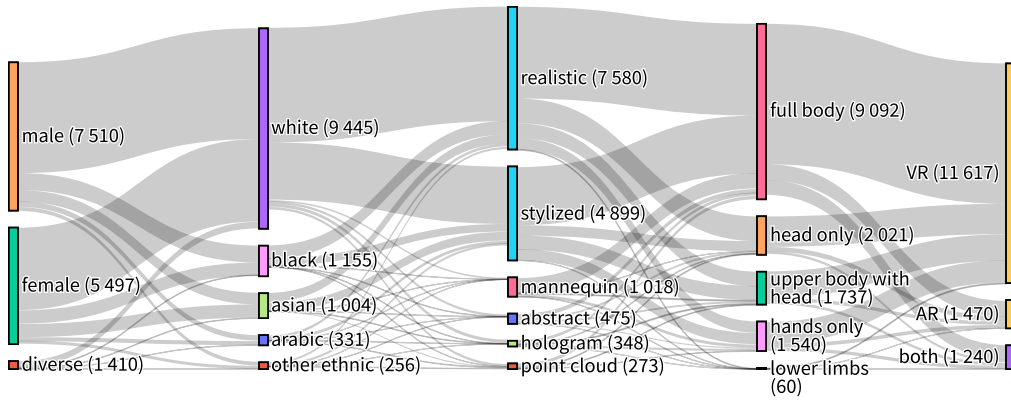 male (7 510)
female (5 497)
diverse (1 410)
white (9 445)
black (1 155)
asian (1 004)
arabic (331)
other ethnic (256)
realistic (7 580)
stylized (4 899)
mannequin (1 018)
abstract (475)
hologram (348)
point cloud (273)
full body (9 092)
head only (2 021)
upper body with
head (1 737)
hands only
(1 540)
lower limbs
(60)
VR (11 617)
AR (1 470)
both (1 240)